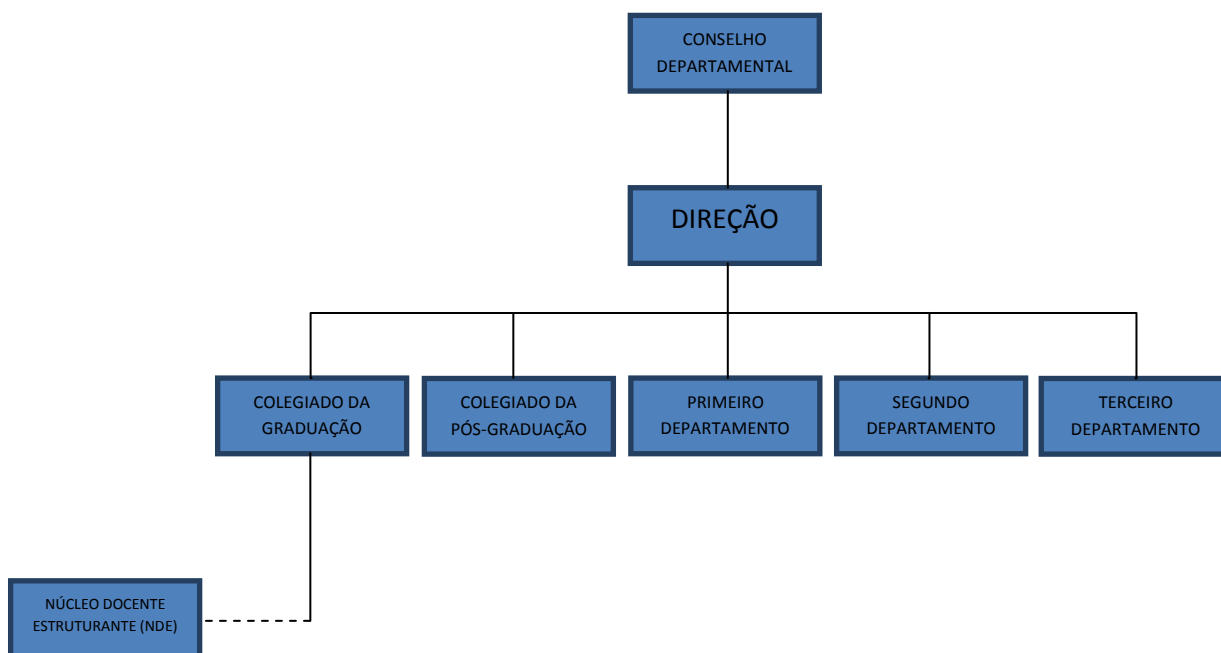 CONSELHO
DEPARTAMENTAL
DIREÇÃO
COLEGIADO DA
GRADUAÇÃO
COLEGIADO DA
PÓS-GRADUAÇÃO
PRIMEIRO
DEPARTAMENTO
SEGUNDO
DEPARTAMENTO
TERCEIRO
DEPARTAMENTO
NÚCLEO DOCENTE
ESTRUTURANTE (NDE)